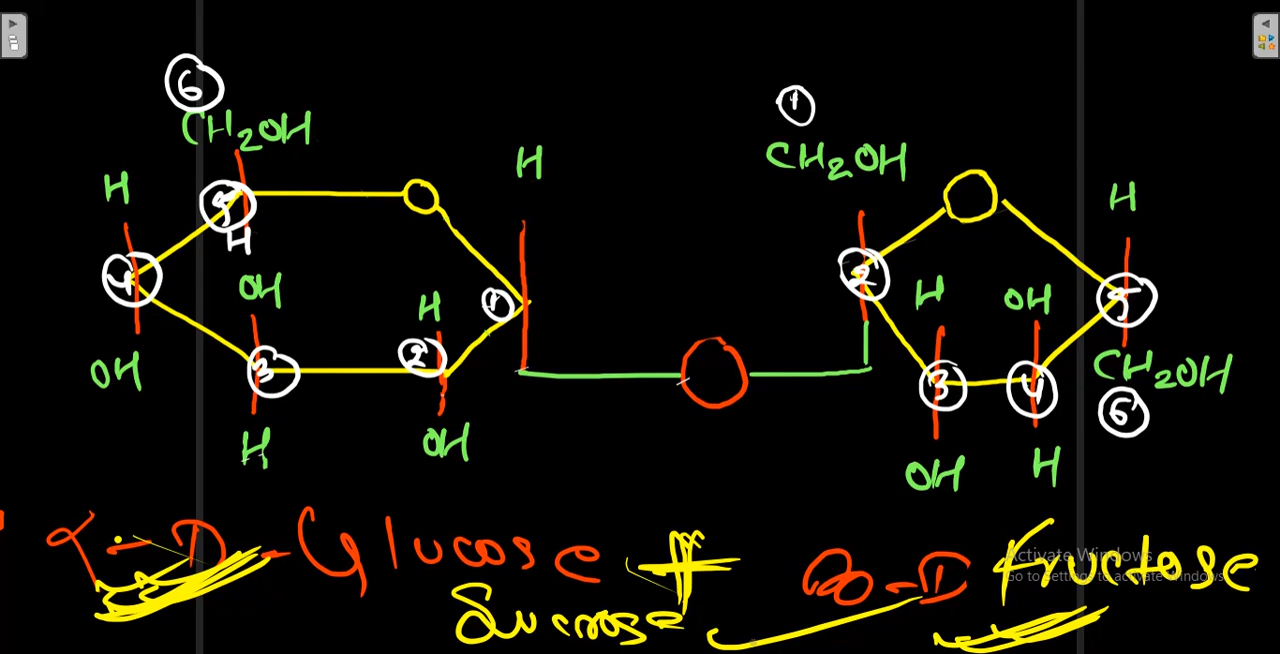 6
1
CH2OH
CH2OH
H
H
H
5
H
4
OH
H
1
2
H
OH
5
3
2
OH
OH
H
3
4
CH2OH
6
OH
H
H
α-D-Glucose + β-D Fructose
Sucrose
Activate Windows
Go to Settings to activate Windows.